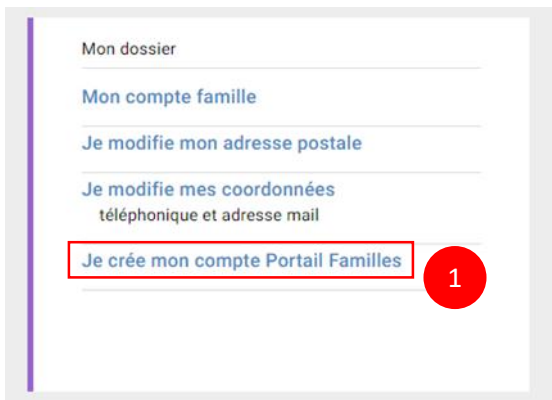 Mon dossier
Mon compte famille
Je modifie mon adresse postale
Je modifie mes coordonnées
téléphonique et adresse mail
Je crée mon compte Portail Familles
1